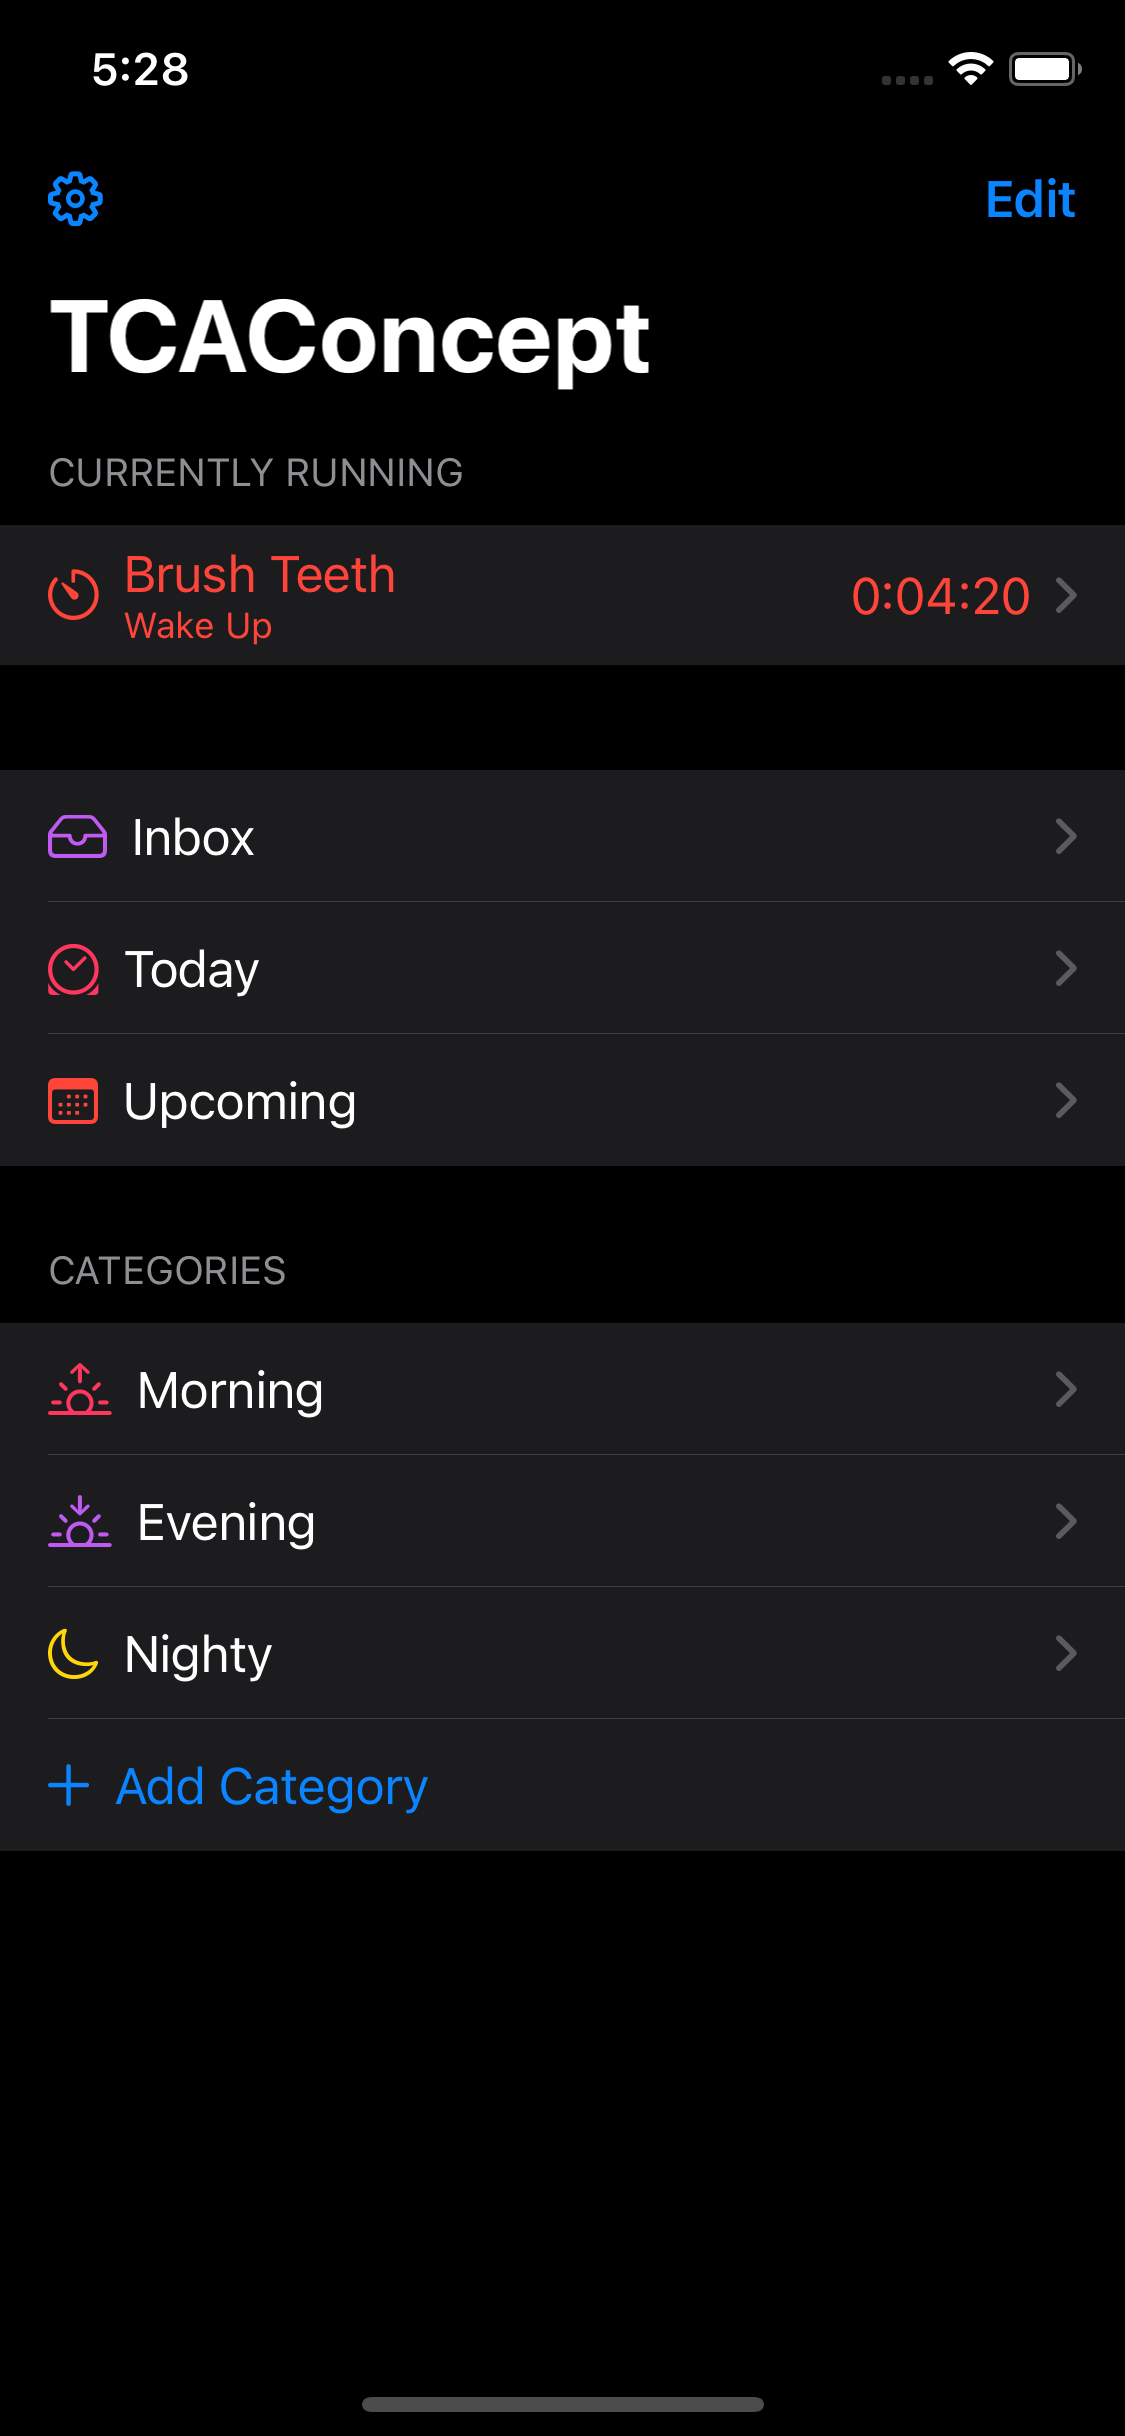 5:28
Edit
TCAConcept
CURRENTLY RUNNING
Brush Teeth
Wake Up
0:04:20
Inbox
Today
Upcoming
CATEGORIES
Morning
Evening
Nighty
Add Category